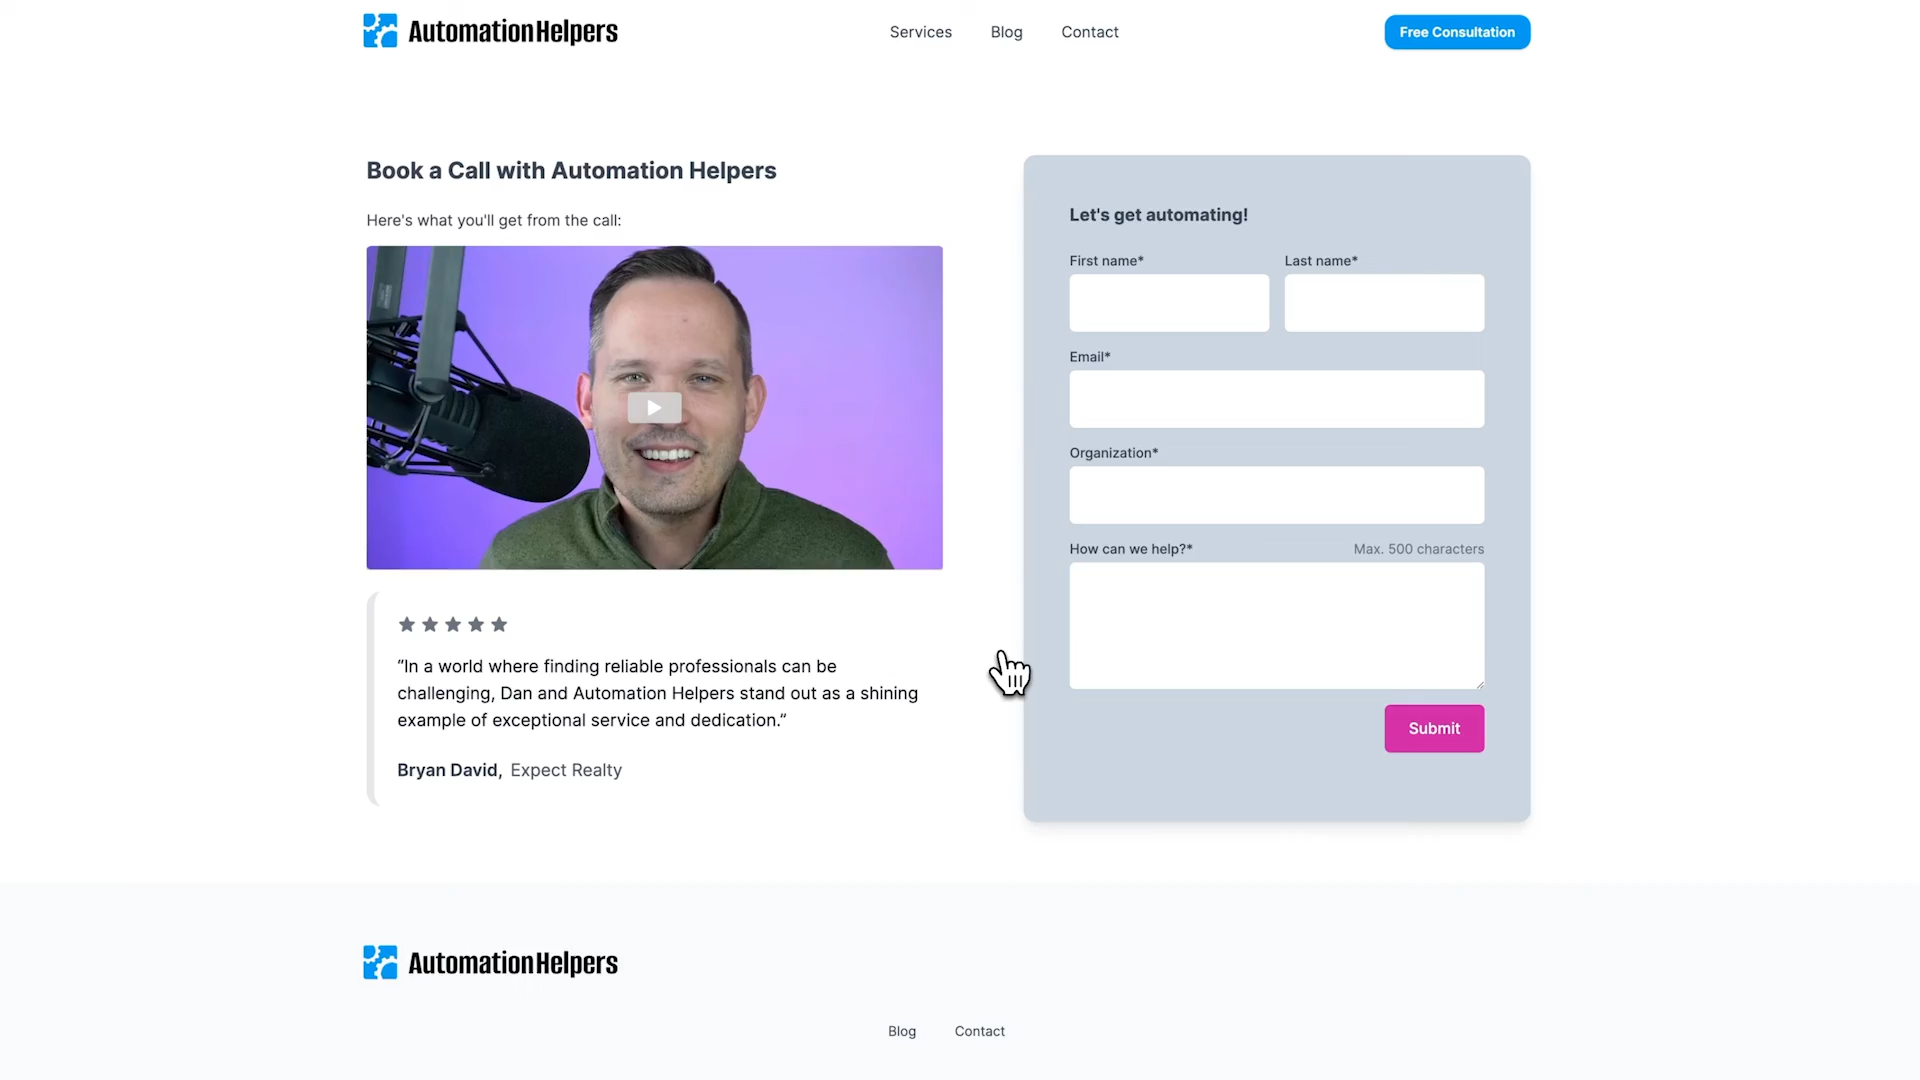 AutomationHelpers
Services
Blog
Contact
Free Consultation
Book a Call with Automation Helpers
Here's what you'll get from the call:
“In a world where finding reliable professionals can be
challenging, Dan and Automation Helpers stand out as a shining
example of exceptional service and dedication.”
Bryan David, Expect Realty
Let's get automating!
First name*
Last name*
Email*
Organization*
How can we help?*
Max. 500 characters
Submit
AutomationHelpers
Blog
Contact